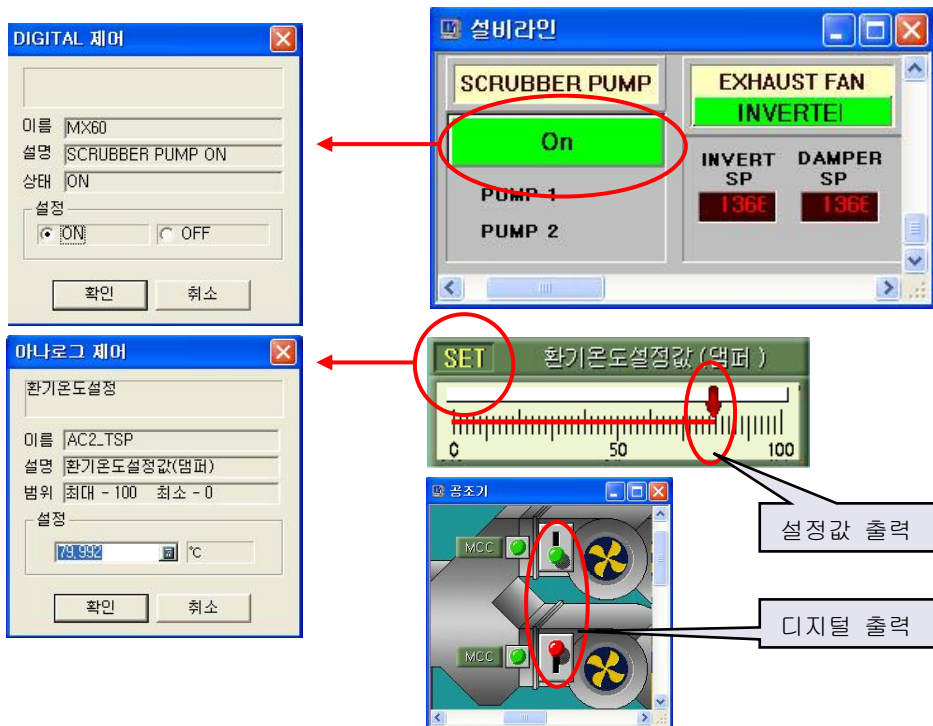 DIGITAL 제어
이름 MX60
설명 SCRUBBER PUMP ON
상태 ON
설정
ON OFF
확인 취소
설비라인
SCRUBBER PUMP
On
PUMP 1
PUMP 2
EXHAUST FAN
INVERTE
INVERT SP
DAMPER SP
136E 136E
아나로그 제어
환기온도설정
이름 AC2_TSP
설명 환기온도설정값(댐퍼)
범위 최대 - 100 최소 - 0
설정
79,992 ℃
확인 취소
SET 환기온도설정값(댐퍼 )
0 50 100
공조기
MCC
MCC
설정값 출력
디지털 출력